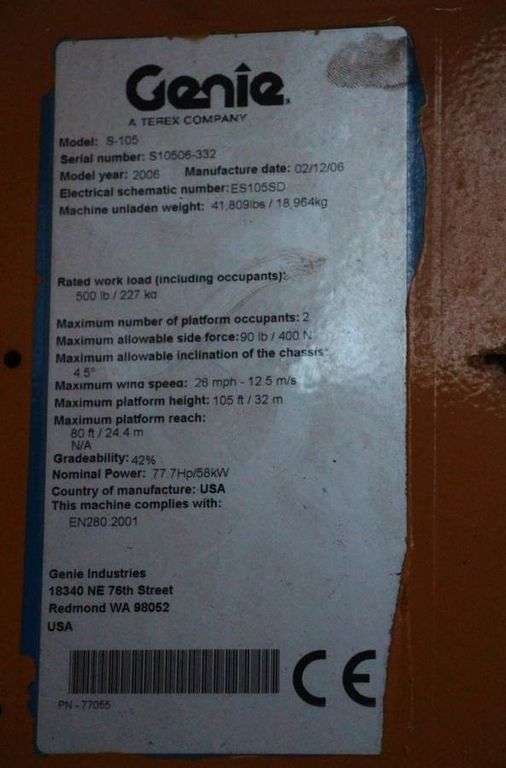 Genie
A TEREX COMPANY
Model: S-105
Serial number: S10506-332
Model year: 2006 Manufacture date: 02/12/06
Electrical schematic number: ES105SD
Machine unladen weight: 41,809lbs / 18,964kg
Rated work load (including occupants):
500 lb / 227 kg
Maximum number of platform occupants: 2
Maximum allowable side force: 90 lb / 400 N
Maximum allowable inclination of the chassis:
4.5°
Maximum wind speed: 28 mph - 12.5 m/s
Maximum platform height: 105 ft / 32 m
Maximum platform reach:
80 ft / 24.4 m
N/A
Gradeability: 42%
Nominal Power: 77.7Hp/58kW
Country of manufacture: USA
This machine complies with:
EN280:2001
Genie Industries
18340 NE 76th Street
Redmond WA 98052
USA
CE
PN - 77055